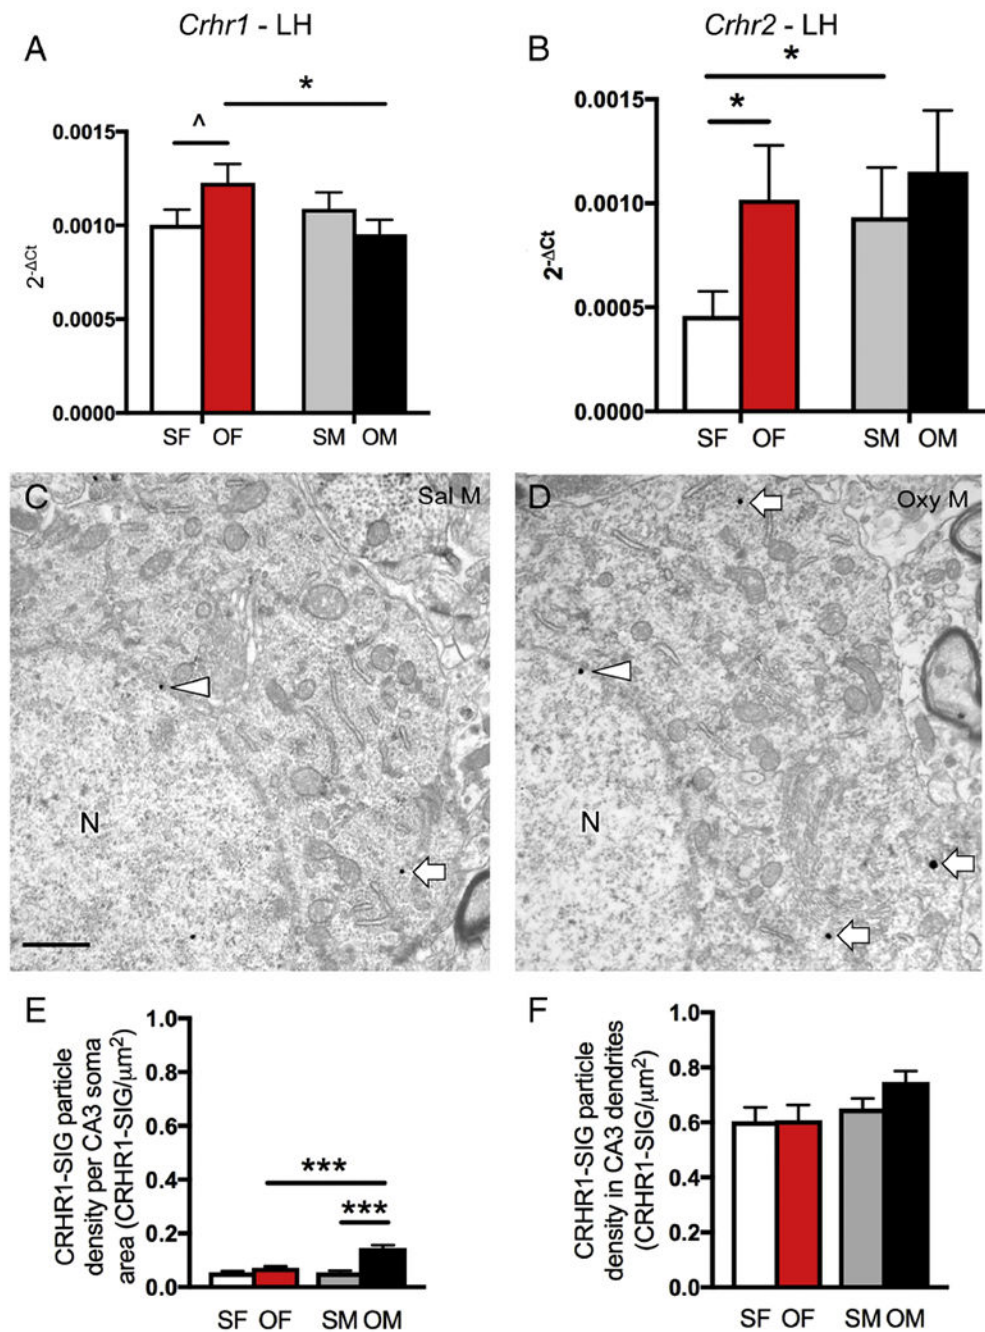 Crhr1 - LH
A
*
^
2-ΔCt
0.0015
0.0010
0.0005
0.0000
SF OF SM OM
Crhr2 - LH
B
*
*
2-ΔCt
0.0015
0.0010
0.0005
0.0000
SF OF SM OM
C
Sal M
N
D
Oxy M
N
E
CRHR1-SIG particle
density per CA3 soma
area (CRHR1-SIG/μm²)
1.0
0.8
0.6
0.4
0.2
0.0
***
***
SF OF SM OM
F
CRHR1-SIG particle
density in CA3 dendrites
(CRHR1-SIG/μm²)
1.0
0.8
0.6
0.4
0.2
0.0
SF OF SM OM